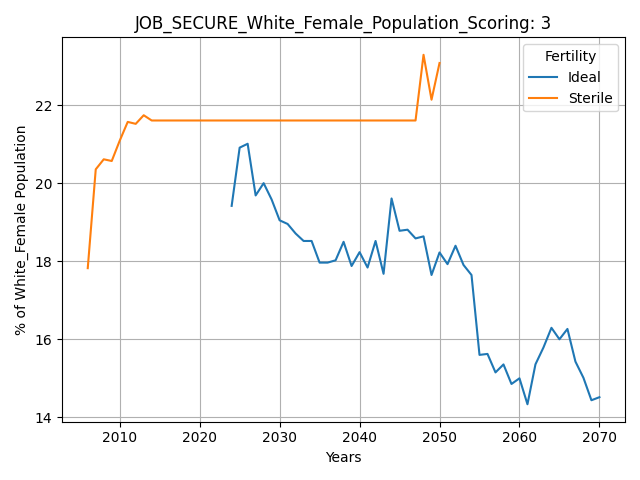 JOB_SECURE_White_Female_Population_Scoring: 3
Fertility
Ideal
Sterile
% of White_Female Population
22
20
18
16
14
2010 2020 2030 2040 2050 2060 2070
Years